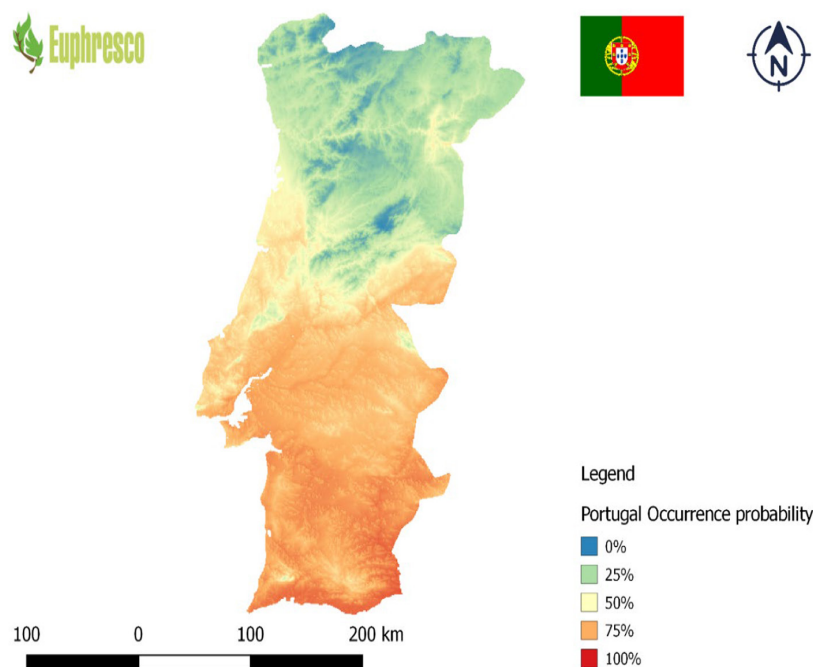 Euphresco
N
Legend
Portugal Occurrence probability
0%
25%
50%
75%
100%
100 0 100 200 km